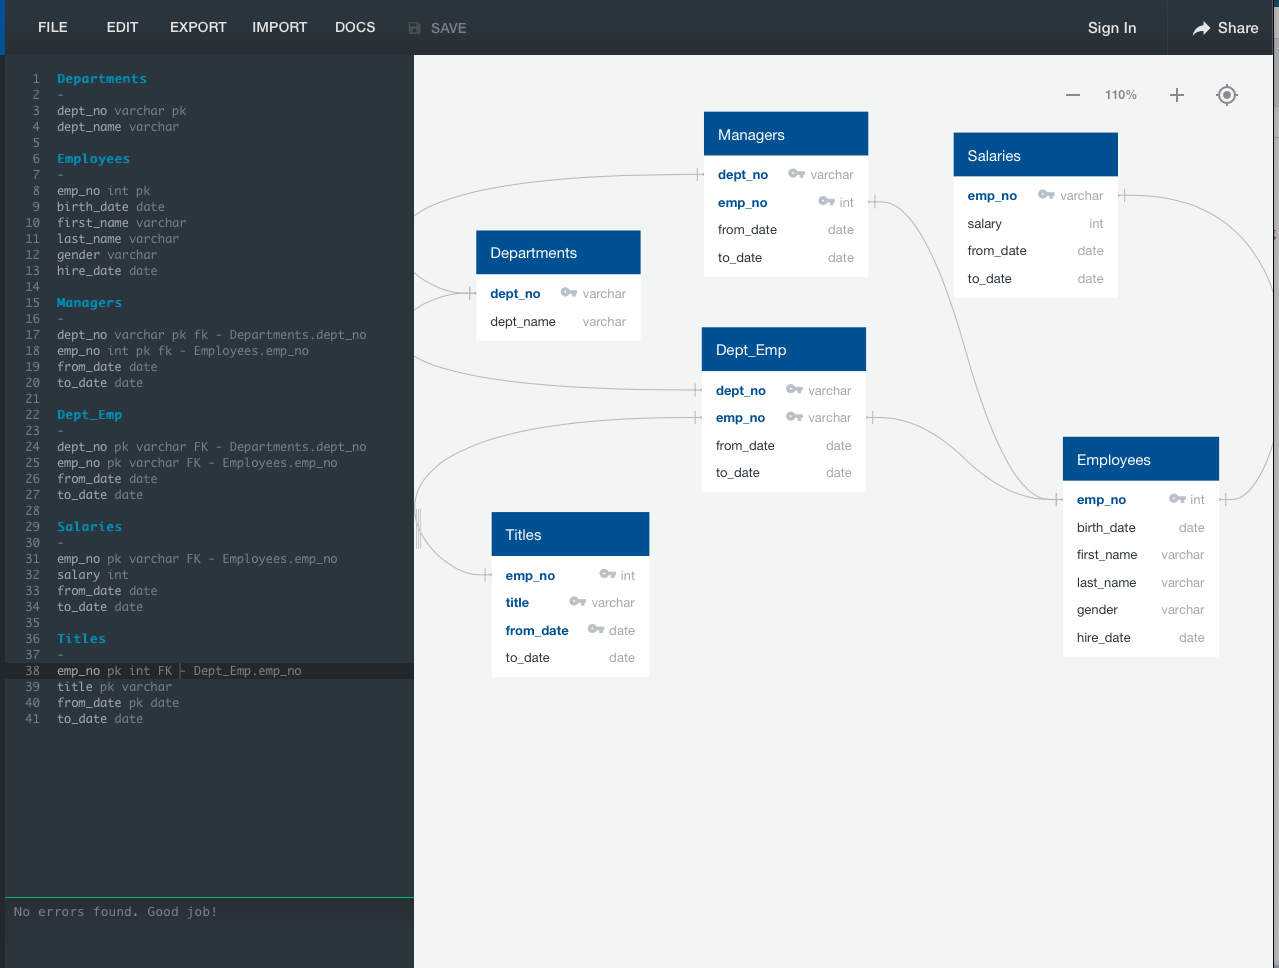 FILE EDIT EXPORT IMPORT DOCS SAVE Sign In Share
1 Departments
2 -
3 dept_no varchar pk
4 dept_name varchar
5
6 Employees
7 -
8 emp_no int pk
9 birth_date date
10 first_name varchar
11 last_name varchar
12 gender varchar
13 hire_date date
14
15 Managers
16 -
17 dept_no varchar pk fk - Departments.dept_no
18 emp_no int pk fk - Employees.emp_no
19 from_date date
20 to_date date
21
22 Dept_Emp
23 -
24 dept_no pk varchar FK - Departments.dept_no
25 emp_no pk varchar FK - Employees.emp_no
26 from_date date
27 to_date date
28
29 Salaries
30 -
31 emp_no pk varchar FK - Employees.emp_no
32 salary int
33 from_date date
34 to_date date
35
36 Titles
37 -
38 emp_no pk int FK - Dept_Emp.emp_no
39 title pk varchar
40 from_date pk date
41 to_date date
No errors found. Good job!
110%
Managers
dept_no varchar
emp_no int
from_date date
to_date date
Salaries
emp_no varchar
salary int
from_date date
to_date date
Departments
dept_no varchar
dept_name varchar
Dept_Emp
dept_no varchar
emp_no varchar
from_date date
to_date date
Employees
emp_no int
birth_date date
first_name varchar
last_name varchar
gender varchar
hire_date date
Titles
emp_no int
title varchar
from_date date
to_date date